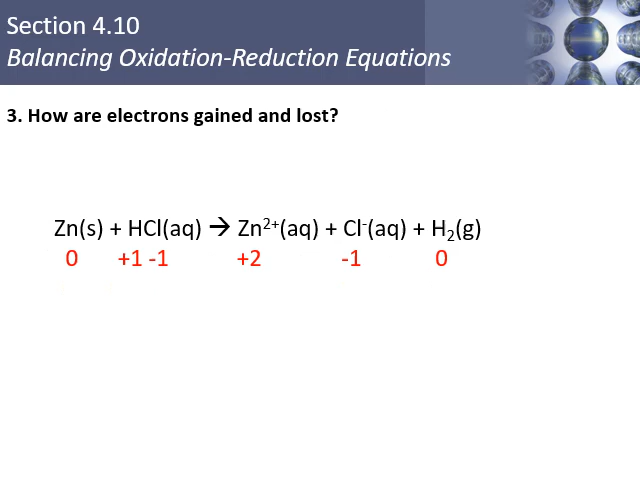 Section 4.10
Balancing Oxidation-Reduction Equations
3. How are electrons gained and lost?
Zn(s) + HCl(aq) → Zn²⁺(aq) + Cl⁻(aq) + H₂(g)
0 +1 -1 +2 -1 0